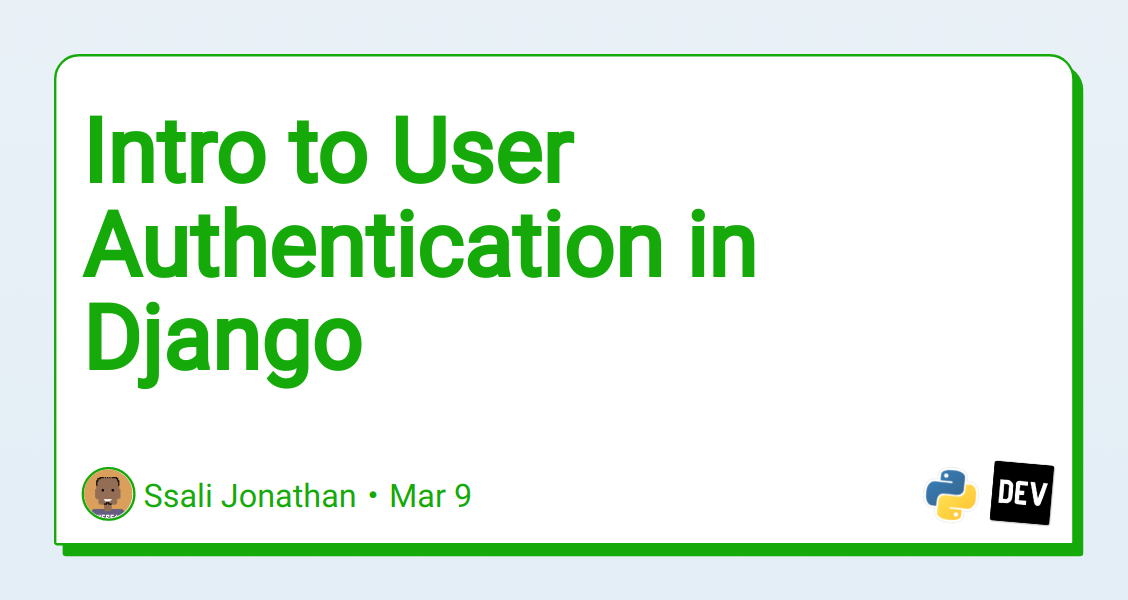 Intro to User
Authentication in
Django
Ssali Jonathan • Mar 9
DEV